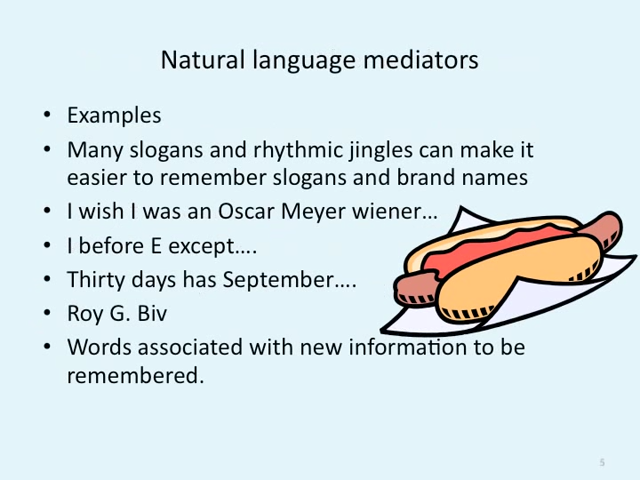 Natural language mediators
• Examples
• Many slogans and rhythmic jingles can make it
easier to remember slogans and brand names
• I wish I was an Oscar Meyer wiener…
• I before E except….
• Thirty days has September….
• Roy G. Biv
• Words associated with new information to be
remembered.
5